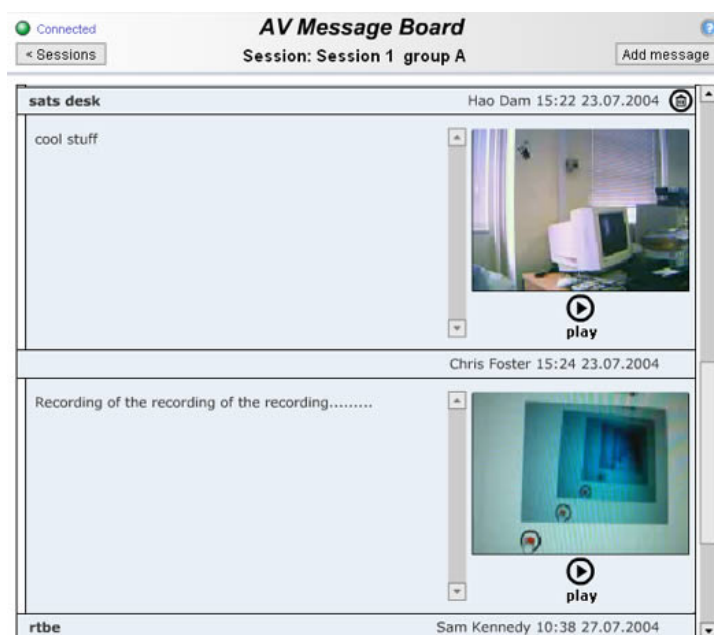 Connected AV Message Board ?
< Sessions Session: Session 1 group A Add message
sats desk Hao Dam 15:22 23.07.2004
cool stuff
play
Chris Foster 15:24 23.07.2004
Recording of the recording of the recording.........
play
rtbe Sam Kennedy 10:38 27.07.2004